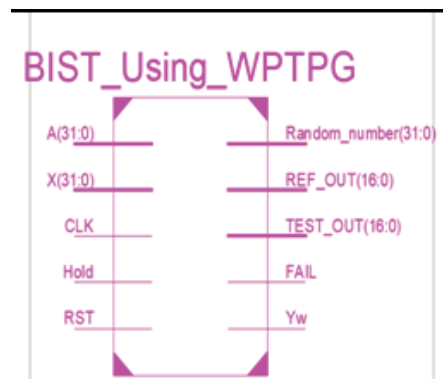 BIST_Using_WPTPG
A(31:0)
Random_number(31:0)
X(31:0)
REF_OUT(16:0)
CLK
TEST_OUT(16:0)
Hold
FAIL
RST
Yw